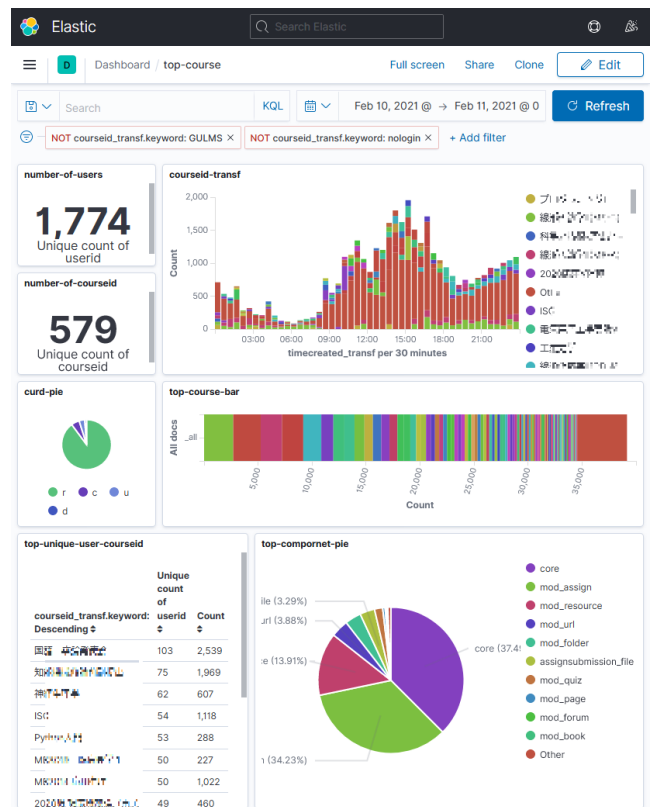 Elastic
Search Elastic
D
Dashboard / top-course
Full screen
Share
Clone
Edit
Search
KQL
Feb 10, 2021 @ → Feb 11, 2021 @ 0
Refresh
NOT courseid_transf.keyword: GULMS ×
NOT courseid_transf.keyword: nologin ×
+ Add filter
number-of-users
1,774
Unique count of
userid
number-of-courseid
579
Unique count of
courseid
courseid-transf
Count
2,000
1,500
1,000
500
0
03:00 06:00 09:00 12:00 15:00 18:00 21:00
timecreated_transf per 30 minutes
ISC
curd-pie
r
c
u
d
top-course-bar
All docs
_all
5,000 10,000 15,000 20,000 25,000 30,000 35,000
Count
top-unique-user-courseid
courseid_transf.keyword:
Descending
Unique
count
of
userid
Count
103 2,539
75 1,969
62 607
ISC 54 1,118
53 288
50 227
50 1,022
49 460
top-compornet-pie
ile (3.29%)
url (3.88%)
(13.91%)
(34.23%)
core (37.4
core
mod_assign
mod_resource
mod_url
mod_folder
assignsubmission_file
mod_quiz
mod_page
mod_forum
mod_book
Other